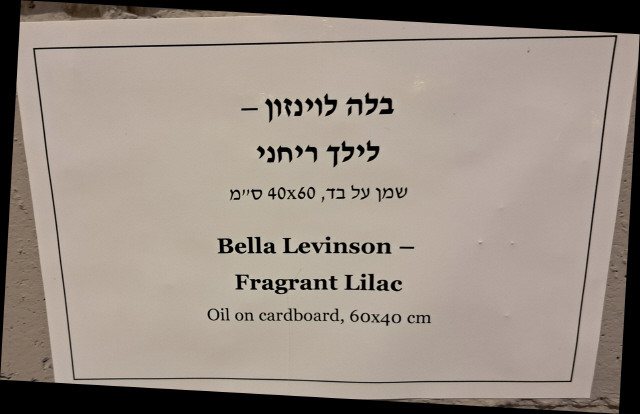 בלה לוינזון –
לילך ריחני
שמן על בד, 40x60 ס״מ
Bella Levinson –
Fragrant Lilac
Oil on cardboard, 60x40 cm